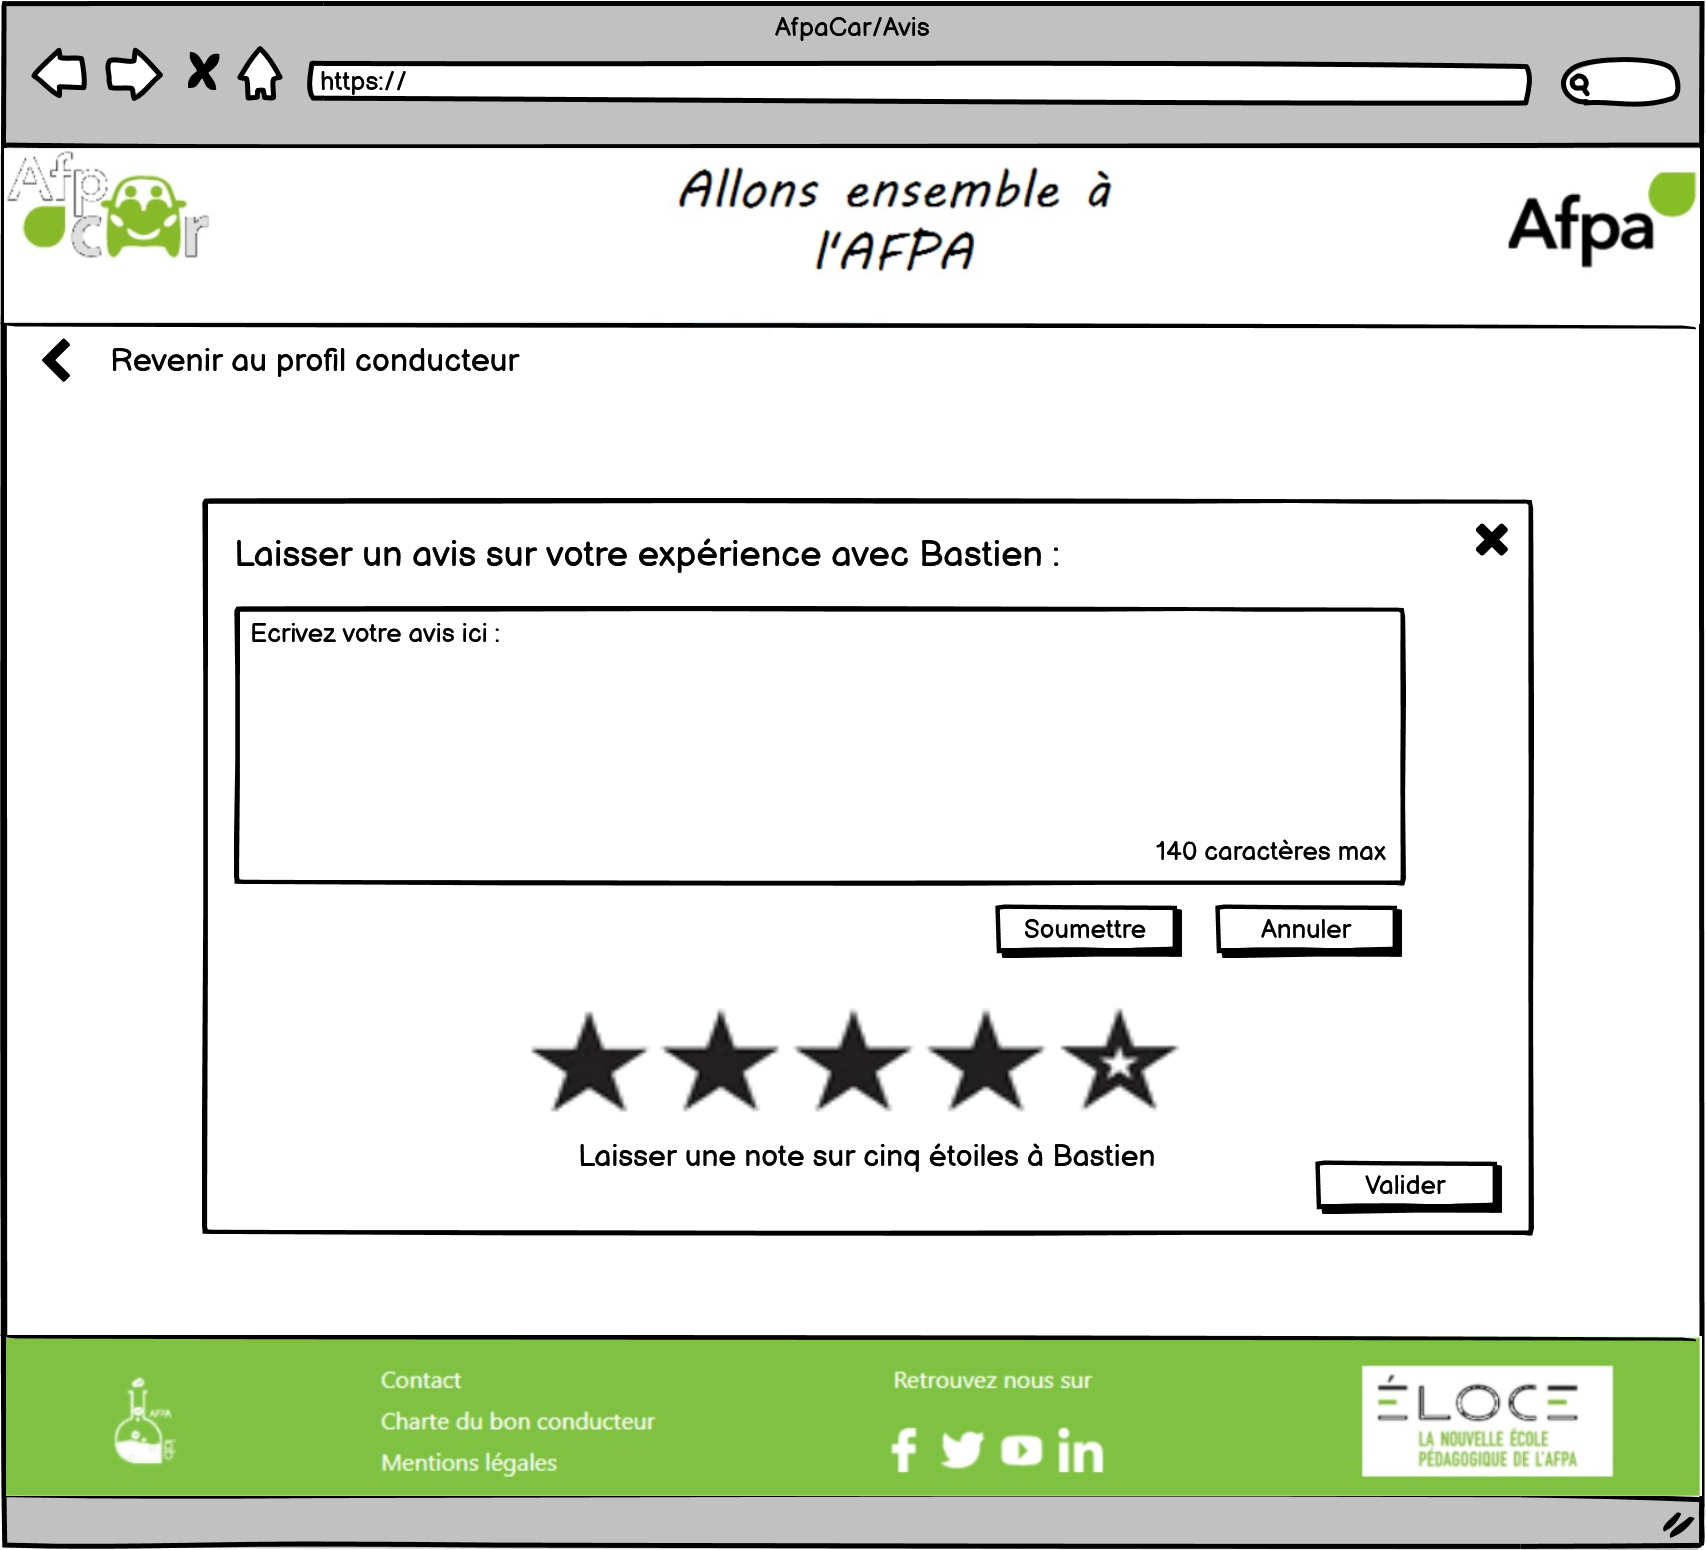 AfpaCar/Avis
https://
Afp
car
Allons ensemble à
l'AFPA
Afpa
Revenir au profil conducteur
Laisser un avis sur votre expérience avec Bastien :
Ecrivez votre avis ici :
140 caractères max
Soumettre
Annuler
Laisser une note sur cinq étoiles à Bastien
Valider
AFPA
Contact
Charte du bon conducteur
Mentions légales
Retrouvez nous sur
ÉLOCE
LA NOUVELLE ÉCOLE
PÉDAGOGIQUE DE L'AFPA